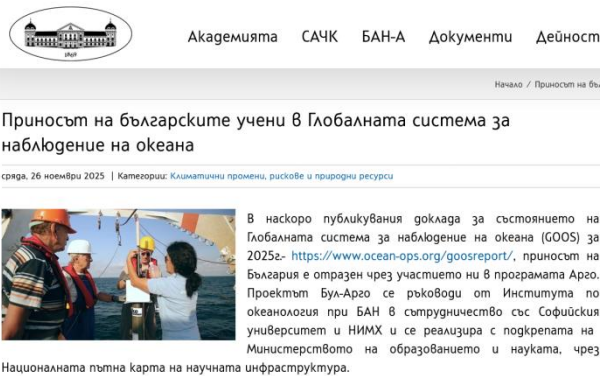 1869
Академията САЧК БАН-А Документи Дейност
Начало / Приносът на бъл
Приносът на българските учени в Глобалната система за
наблюдение на океана
сряда, 26 ноември 2025 | Категории: Климатични промени, рискове и природни ресурси
В наскоро публикувания доклада за състоянието на
Глобалната система за наблюдение на океана (GOOS) за
2025г.- https://www.ocean-ops.org/goosreport/, приносът на
България е отразен чрез участието ни в програмата Арго.
Проектът Бул-Арго се ръководи от Института по
океанология при БАН в сътрудничество със Софийския
университет и НИМХ и се реализира с подкрепата на
Министерството на образованието и науката, чрез
Националната пътна карта на научната инфраструктура.